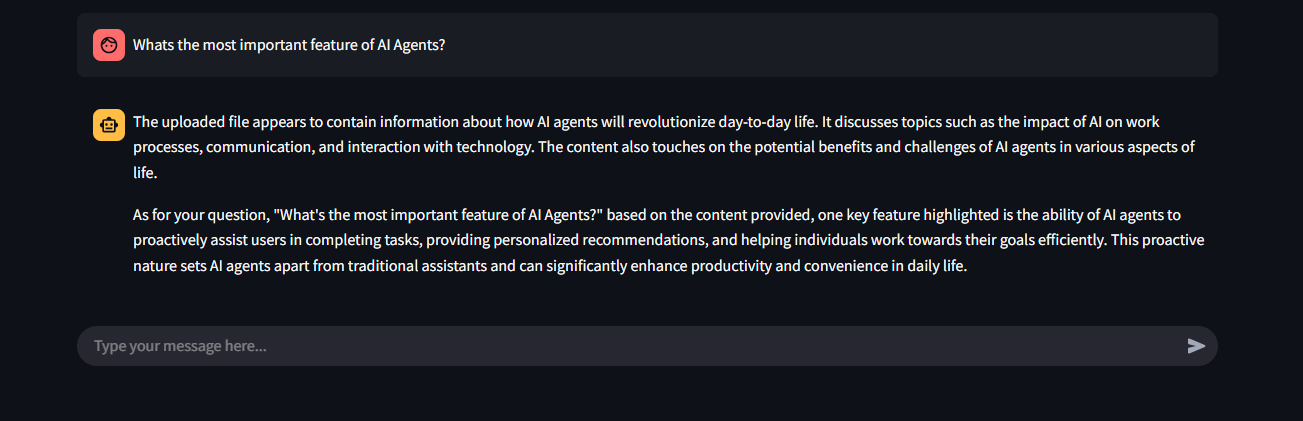 Whats the most important feature of AI Agents?
The uploaded file appears to contain information about how AI agents will revolutionize day-to-day life. It discusses topics such as the impact of AI on work
processes, communication, and interaction with technology. The content also touches on the potential benefits and challenges of AI agents in various aspects of
life.
As for your question, "What's the most important feature of AI Agents?" based on the content provided, one key feature highlighted is the ability of AI agents to
proactively assist users in completing tasks, providing personalized recommendations, and helping individuals work towards their goals efficiently. This proactive
nature sets AI agents apart from traditional assistants and can significantly enhance productivity and convenience in daily life.
Type your message here...